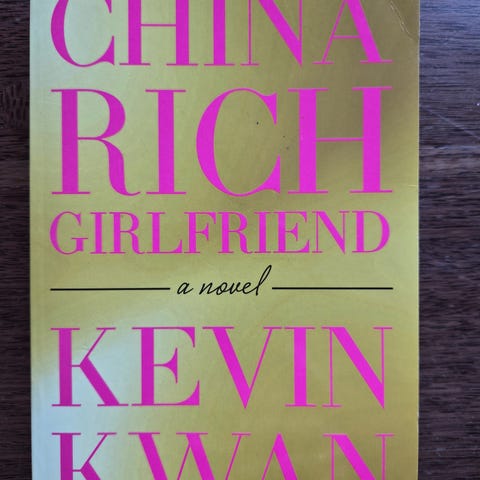 CHINA
RICH
GIRLFRIEND
a novel
KEVIN
KWAN